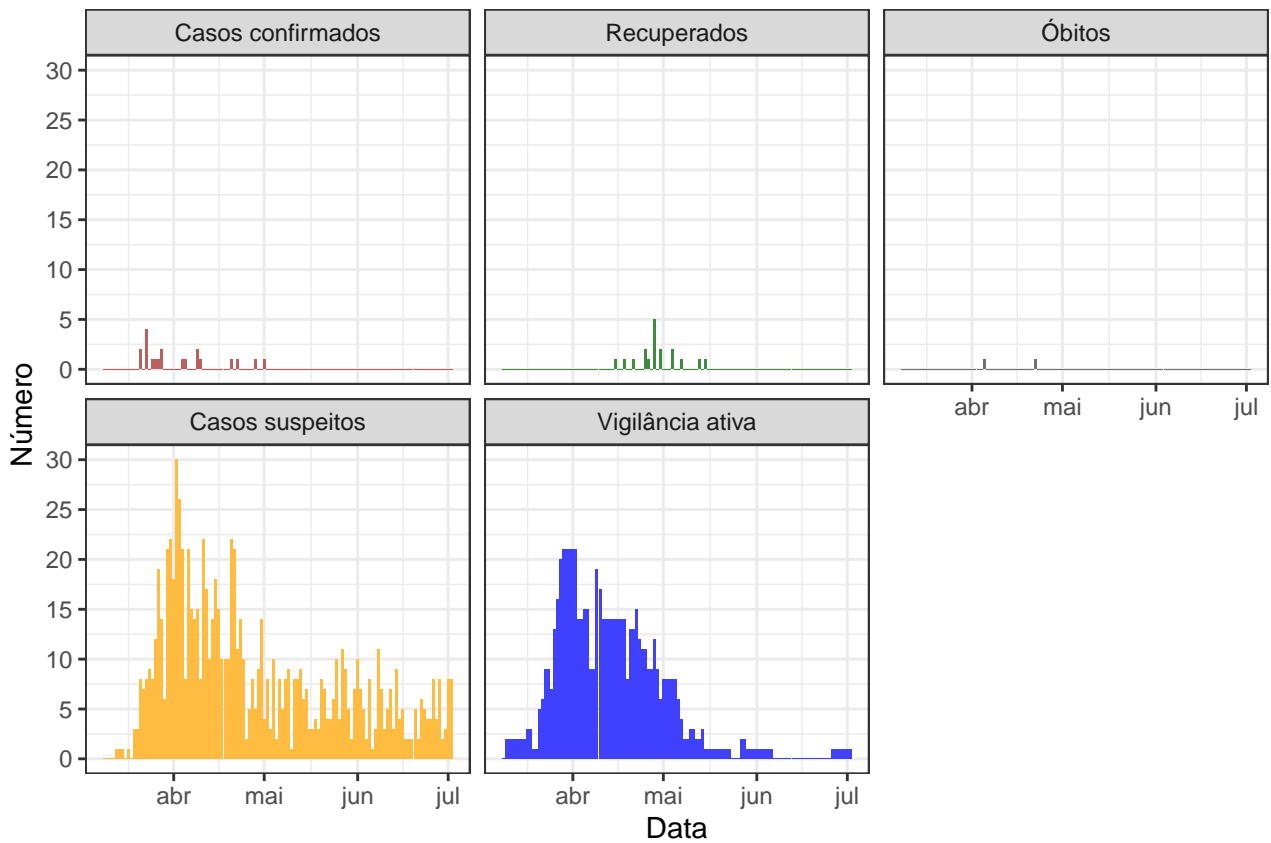 Casos confirmados
Recuperados
Óbitos
30
25
20
15
10
5
0
abr mai jun jul
Número
Casos suspeitos
Vigilância ativa
30
25
20
15
10
5
0
abr mai jun jul
abr mai jun jul
Data